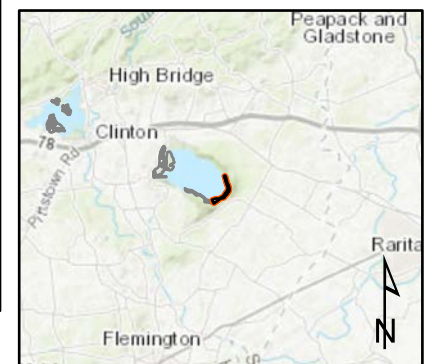 Peapack and
Gladstone
High Bridge
Clinton
78
Pittstown Rd
Rarita
Flemington
N